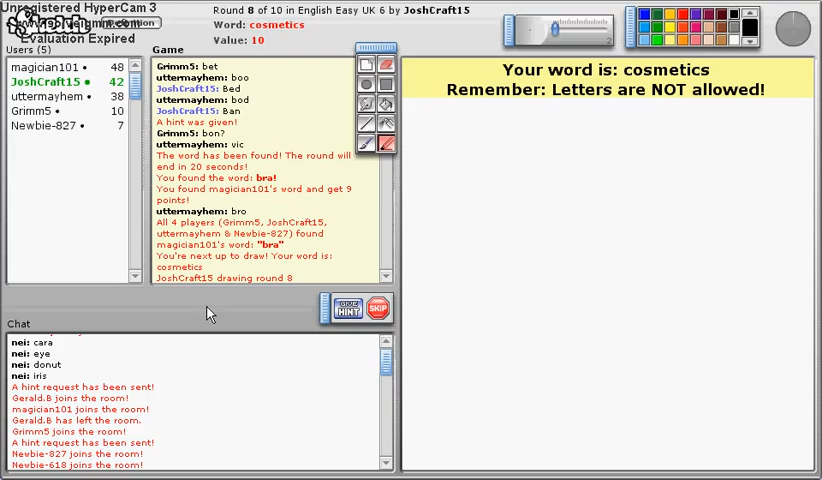 Unregistered HyperCam 3
Evaluation Expired
Round 8 of 10 in English Easy UK 6 by JoshCraft15
Word: cosmetics
Value: 10
2
Users (5)
magician101 • 48
JoshCraft15 • 42
uttermayhem • 38
Grimm5 • 10
Newbie-827 • 7
Game
Grimm5: bet
uttermayhem: boo
JoshCraft15: Bed
uttermayhem: bod
JoshCraft15: Ban
A hint was given!
Grimm5: bon?
uttermayhem: vic
The word has been found! The round will
end in 20 seconds!
You found the word: bra!
You found magician101's word and get 9
points!
uttermayhem: bro
All 4 players (Grimm5, JoshCraft15,
uttermayhem & Newbie-827) found
magician101's word: "bra"
You're next up to draw! Your word is:
cosmetics
JoshCraft15 drawing round 8
Your word is: cosmetics
Remember: Letters are NOT allowed!
GIVE
HINT
SKIP
Chat
nei: cara
nei: eye
nei: donut
nei: iris
A hint request has been sent!
Gerald.B joins the room!
magician101 joins the room!
Gerald.B has left the room.
Grimm5 joins the room!
A hint request has been sent!
Newbie-827 joins the room!
Newbie-618 joins the room!